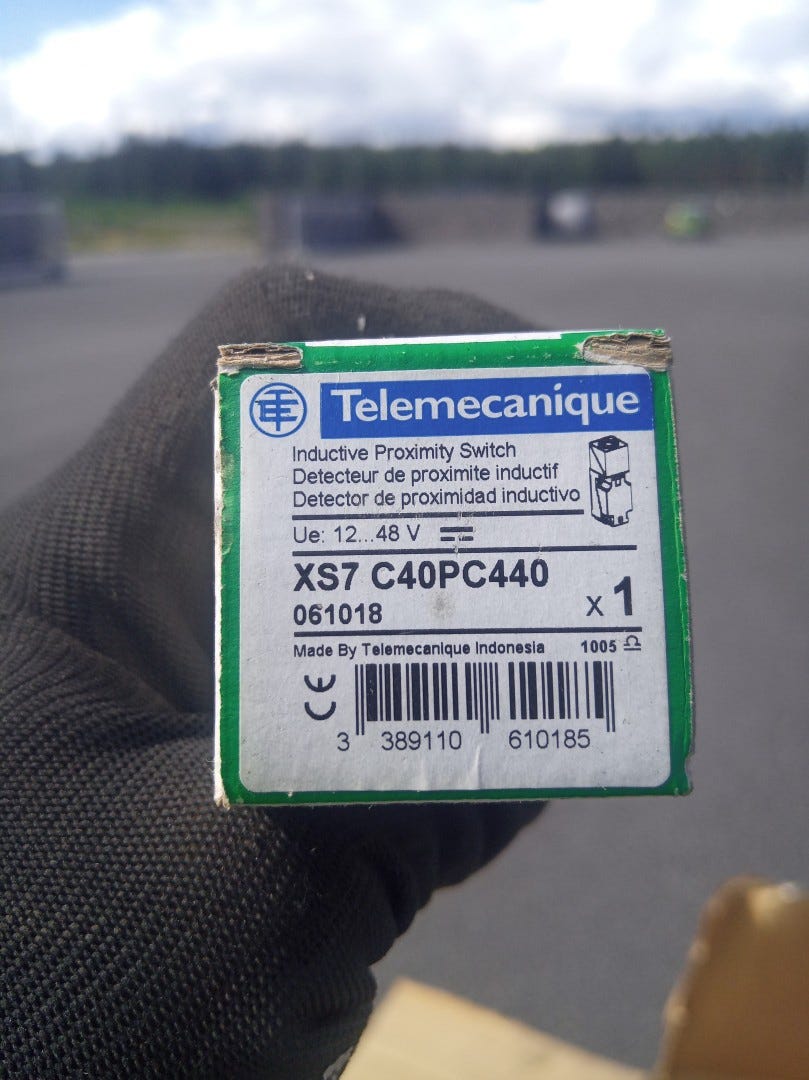 Telemecanique
Inductive Proximity Switch
Detecteur de proximite inductif
Detector de proximidad inductivo
Ue: 12...48 V
XS7 C40PC440
061018
x 1
Made By Telemecanique Indonesia 1005
CE
3 389110 610185